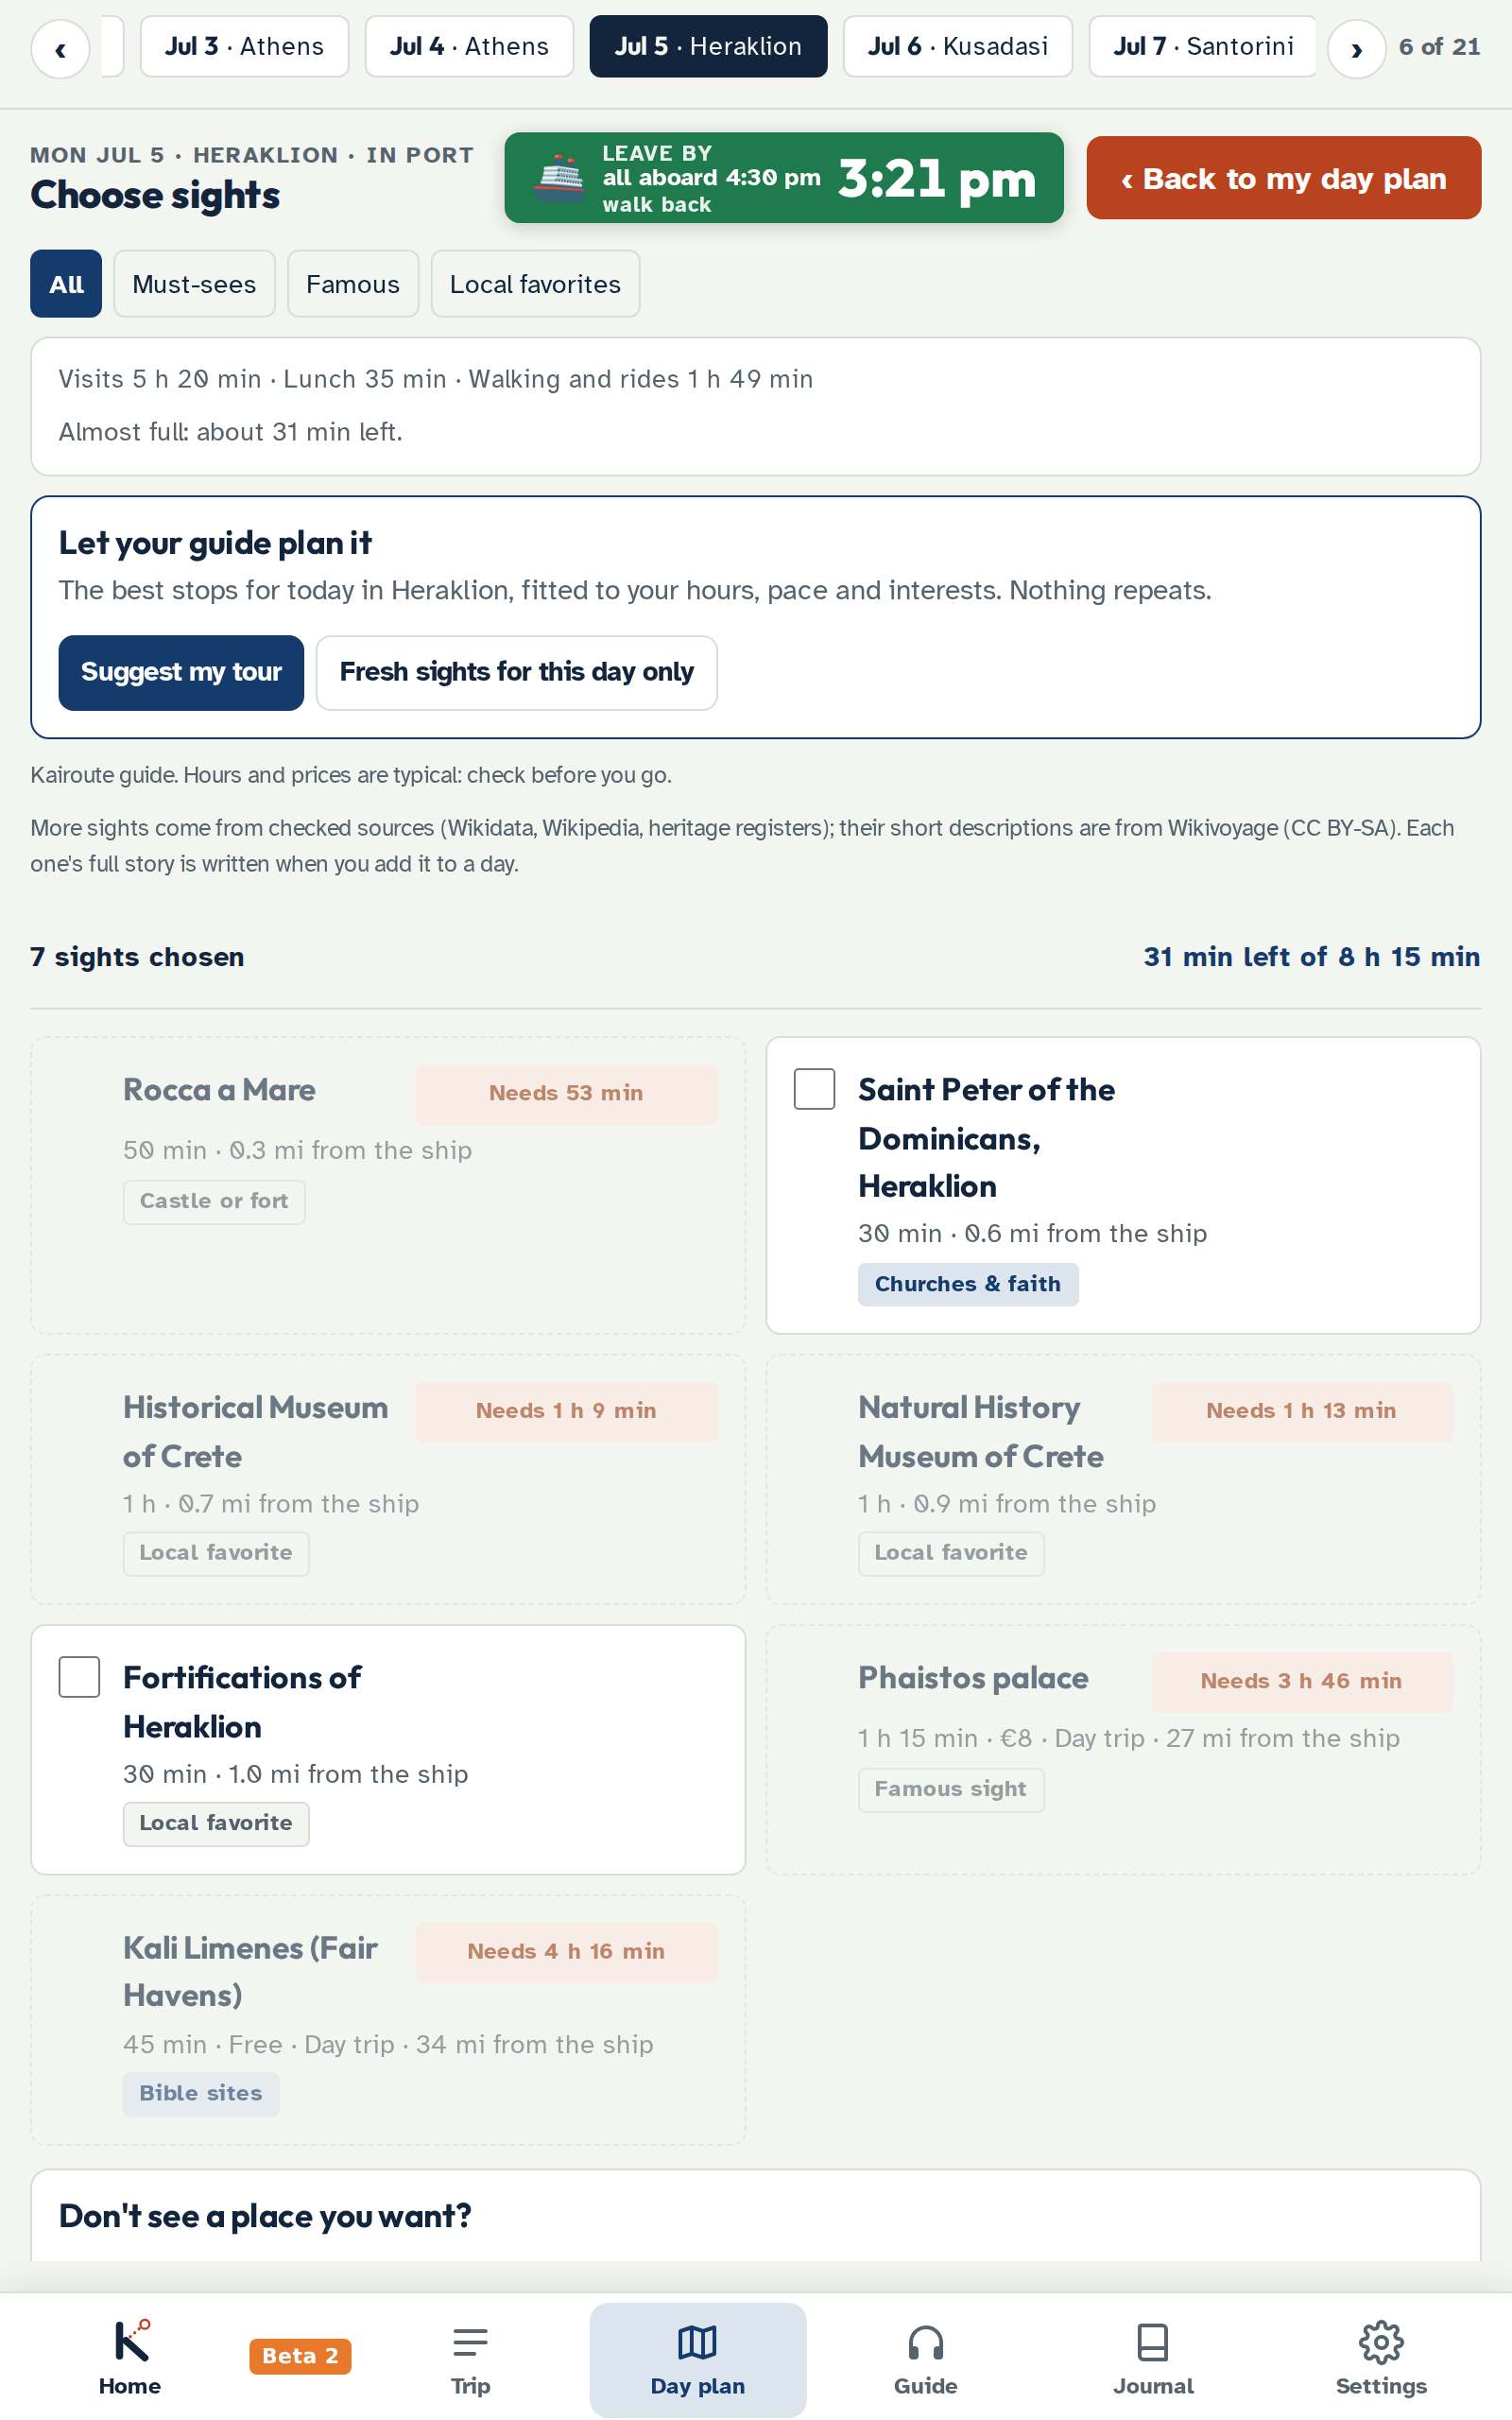 ‹
Jul 3 · Athens
Jul 4 · Athens
Jul 5 · Heraklion
Jul 6 · Kusadasi
Jul 7 · Santorini
›
6 of 21
MON JUL 5 · HERAKLION · IN PORT
Choose sights
LEAVE BY
all aboard 4:30 pm
walk back
3:21 pm
‹ Back to my day plan
All
Must-sees
Famous
Local favorites
Visits 5 h 20 min · Lunch 35 min · Walking and rides 1 h 49 min
Almost full: about 31 min left.
Let your guide plan it
The best stops for today in Heraklion, fitted to your hours, pace and interests. Nothing repeats.
Suggest my tour
Fresh sights for this day only
Kairoute guide. Hours and prices are typical: check before you go.
More sights come from checked sources (Wikidata, Wikipedia, heritage registers); their short descriptions are from Wikivoyage (CC BY-SA). Each
one's full story is written when you add it to a day.
7 sights chosen
31 min left of 8 h 15 min
Rocca a Mare
Needs 53 min
50 min · 0.3 mi from the ship
Castle or fort
Saint Peter of the
Dominicans,
Heraklion
30 min · 0.6 mi from the ship
Churches & faith
Historical Museum
of Crete
Needs 1 h 9 min
1 h · 0.7 mi from the ship
Local favorite
Natural History
Museum of Crete
Needs 1 h 13 min
1 h · 0.9 mi from the ship
Local favorite
Fortifications of
Heraklion
30 min · 1.0 mi from the ship
Local favorite
Phaistos palace
Needs 3 h 46 min
1 h 15 min · €8 · Day trip · 27 mi from the ship
Famous sight
Kali Limenes (Fair
Havens)
Needs 4 h 16 min
45 min · Free · Day trip · 34 mi from the ship
Bible sites
Don't see a place you want?
Home
Beta 2
Trip
Day plan
Guide
Journal
Settings